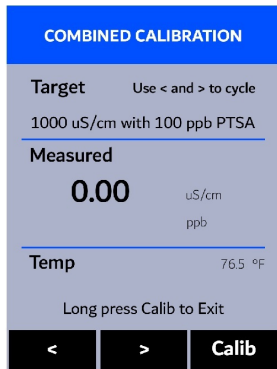 COMBINED CALIBRATION
Target Use < and > to cycle
1000 uS/cm with 100 ppb PTSA
Measured
0.00 uS/cm
ppb
Temp 76.5 °F
Long press Calib to Exit
< > Calib